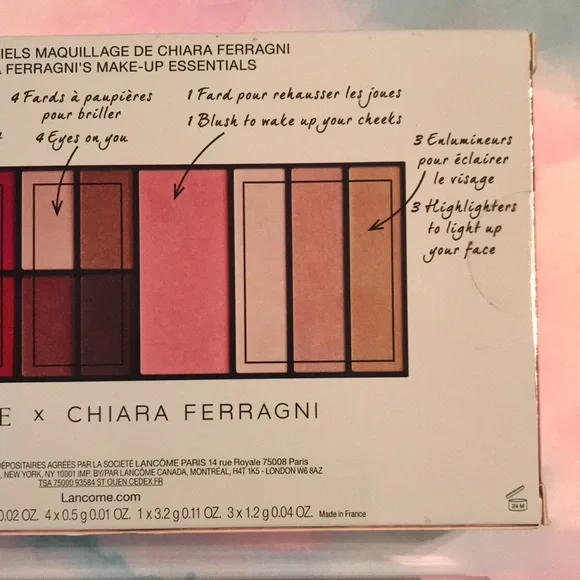 IELS MAQUILLAGE DE CHIARA FERRAGNI
FERRAGNI'S MAKE-UP ESSENTIALS
4 Fards à paupières
pour briller
4 Eyes on you
1 Fard pour rehausser les joues
1 Blush to wake up your cheeks
3 Enlumineurs
pour éclairer
le visage
3 Highlighters
to light up
your face
E x CHIARA FERRAGNI
DÉPOSITAIRES AGRÉÉS PAR LA SOCIÉTÉ LANCÔME PARIS 14 rue Royale 75008 Paris
, NEW YORK, NY 10001 IMP. BY/PAR LANCÔME CANADA, MONTRÉAL, H4T 1K5 - LONDON W6 8AZ
TSA 75000 93584 ST OUEN CEDEX FR
Lancome.com
0.02 OZ. 4 x 0.5 g 0.01 OZ. 1 x 3.2 g 0.11 OZ. 3 x 1.2 g 0.04 OZ. Made in France
24 M